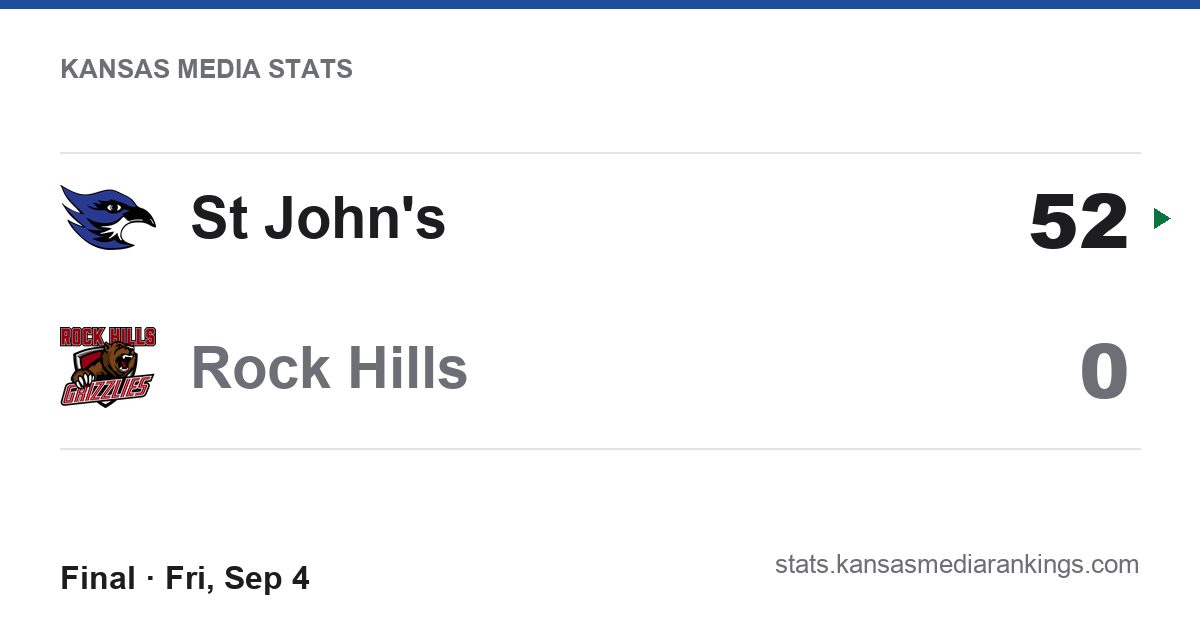 KANSAS MEDIA STATS
St John's 52
ROCK HILLS
GRIZZLIES
Rock Hills 0
Final · Fri, Sep 4
stats.kansasmediarankings.com